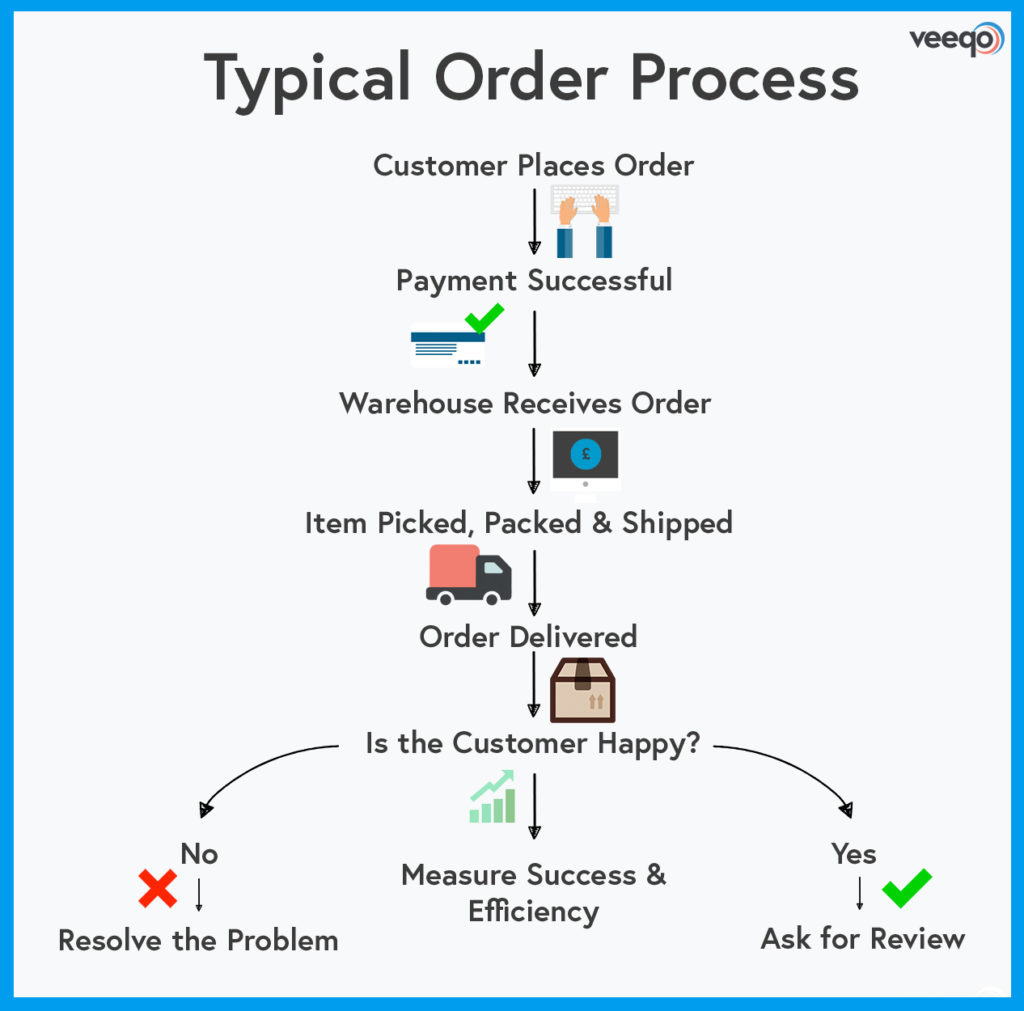 veeqo
Typical Order Process
Customer Places Order
Payment Successful
Warehouse Receives Order
£
Item Picked, Packed & Shipped
Order Delivered
Is the Customer Happy?
No
Yes
Measure Success &
Efficiency
Resolve the Problem
Ask for Review